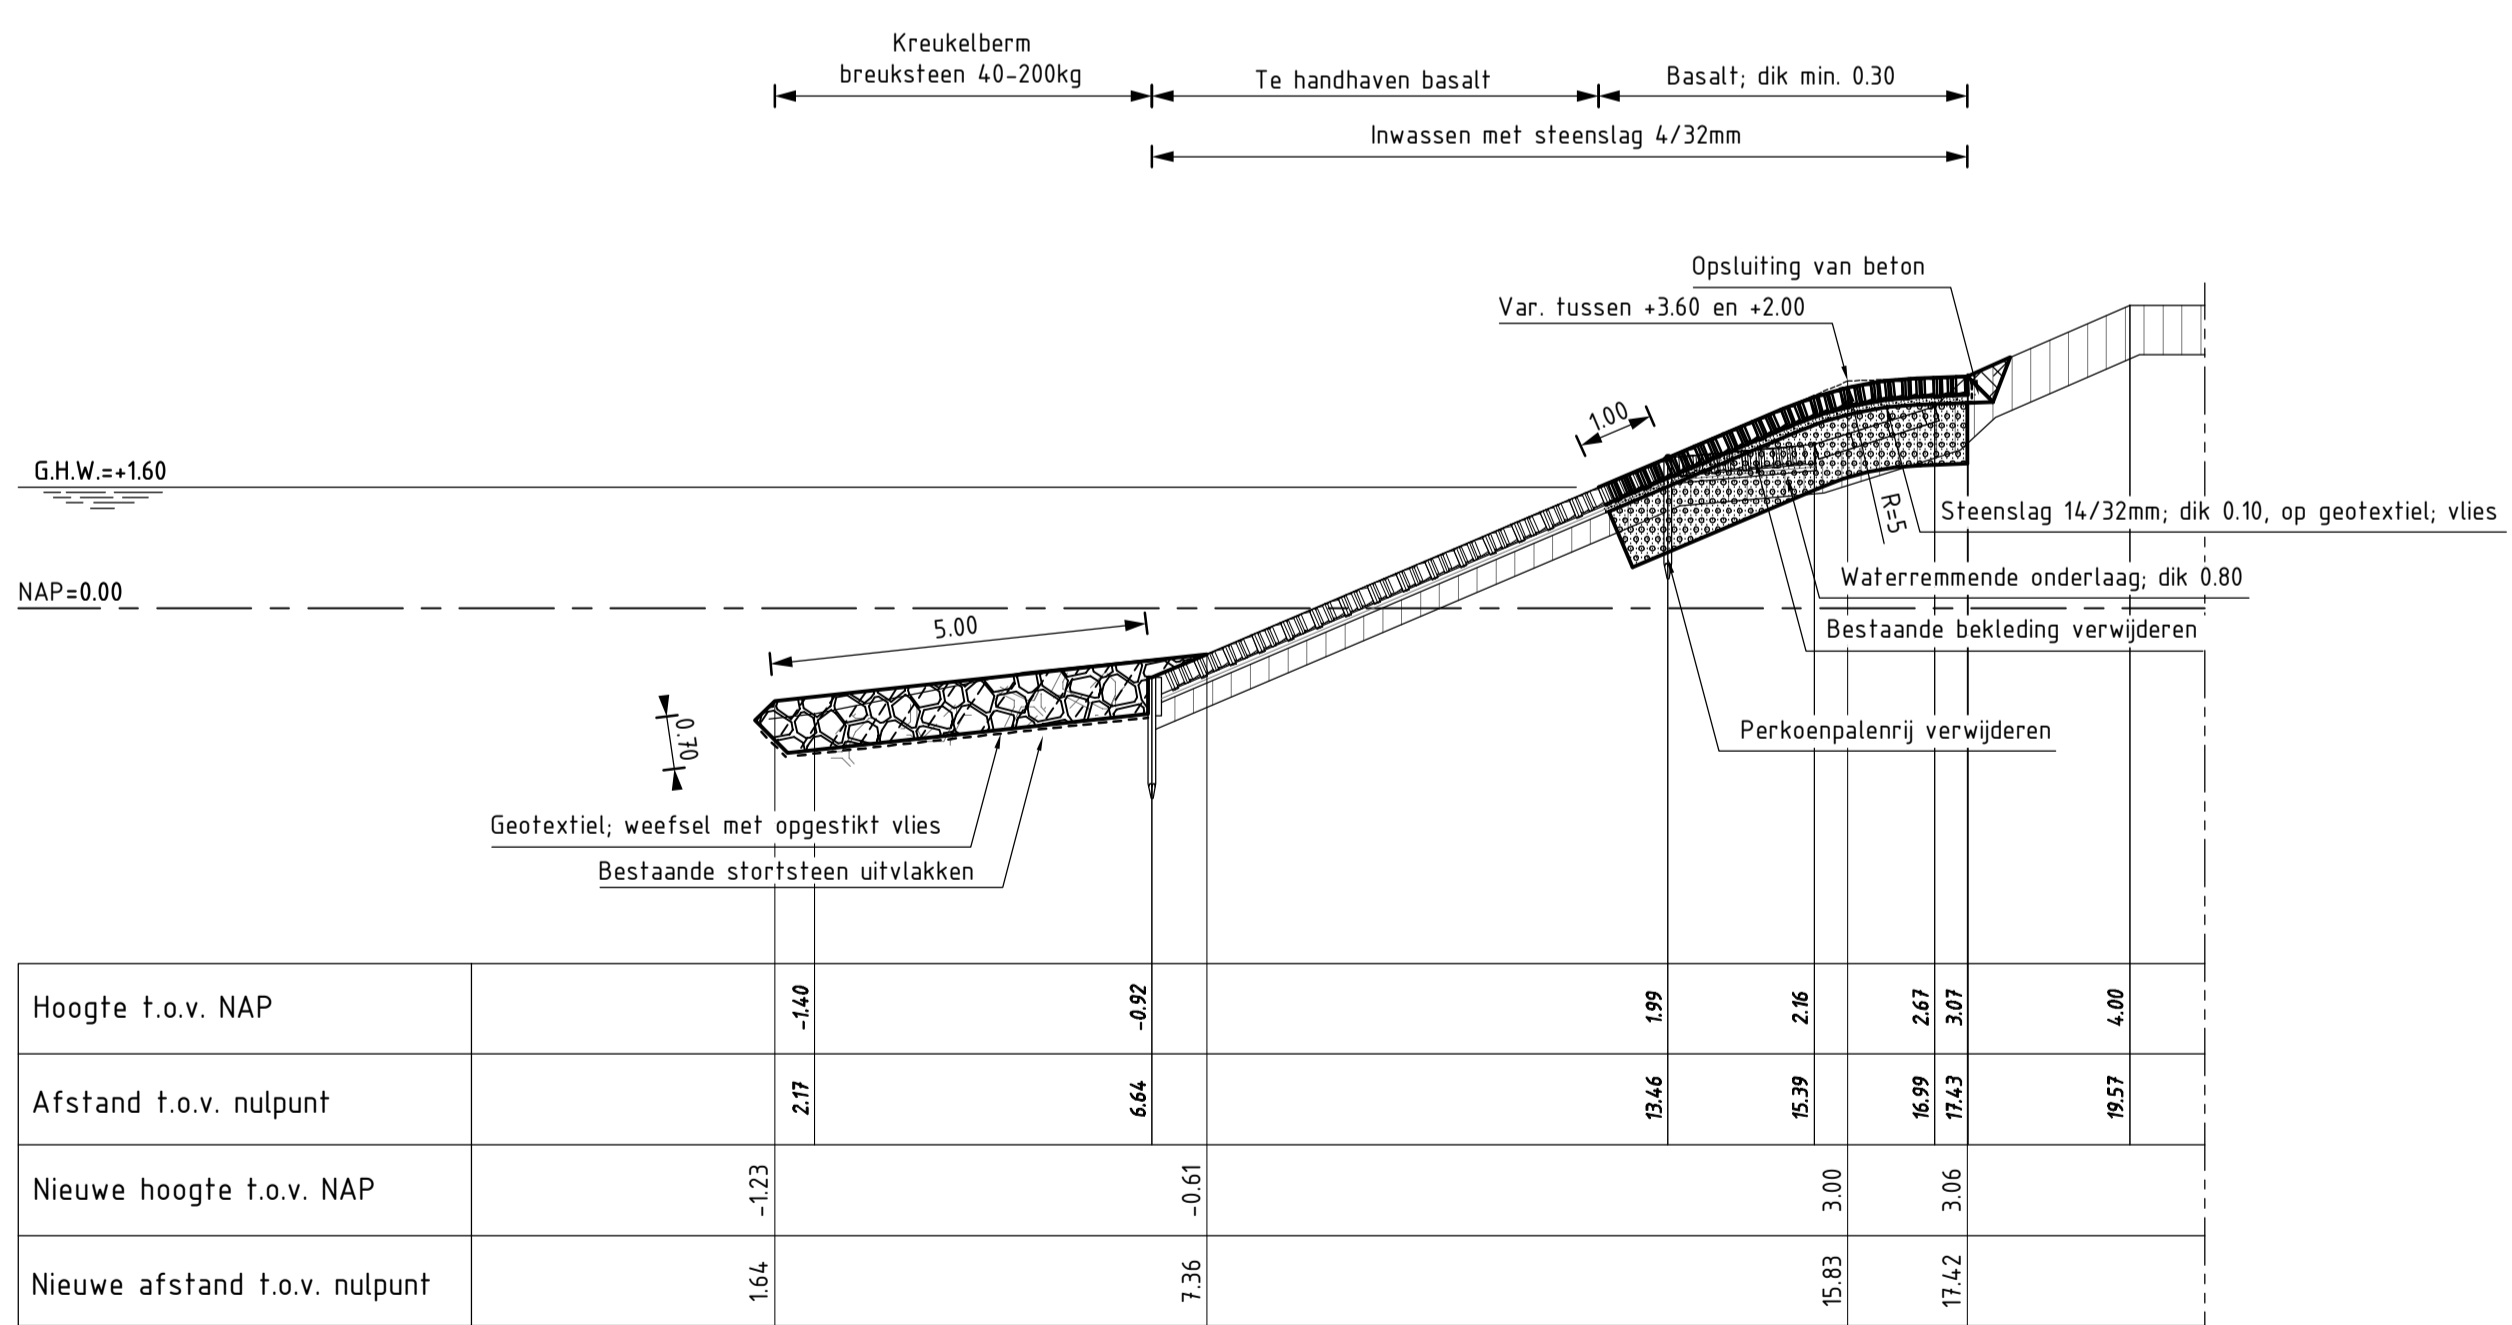 Kreukelberm
breuksteen 40-200kg
Te handhaven basalt
Basalt; dik min. 0.30
Inwassen met steenslag 4/32mm
Opsluiting van beton
Var. tussen +3.60 en +2.00
1.00
G.H.W.=+1.60
R=5
Steenslag 14/32mm; dik 0.10, op geotextiel; vlies
Waterremmende onderlaag; dik 0.80
NAP=0.00
5.00
Bestaande bekleding verwijderen
0.70
Perkoenpalenrij verwijderen
Geotextiel; weefsel met opgestikt vlies
Bestaande stortsteen uitvlakken
Hoogte t.o.v. NAP -1.40 -0.92 1.99 2.16 2.67 3.07 4.00
Afstand t.o.v. nulpunt 2.17 6.64 13.46 15.39 16.99 17.43 19.57
Nieuwe hoogte t.o.v. NAP -1.23 -0.61 3.00 3.06
Nieuwe afstand t.o.v. nulpunt 1.64 7.36 15.83 17.42